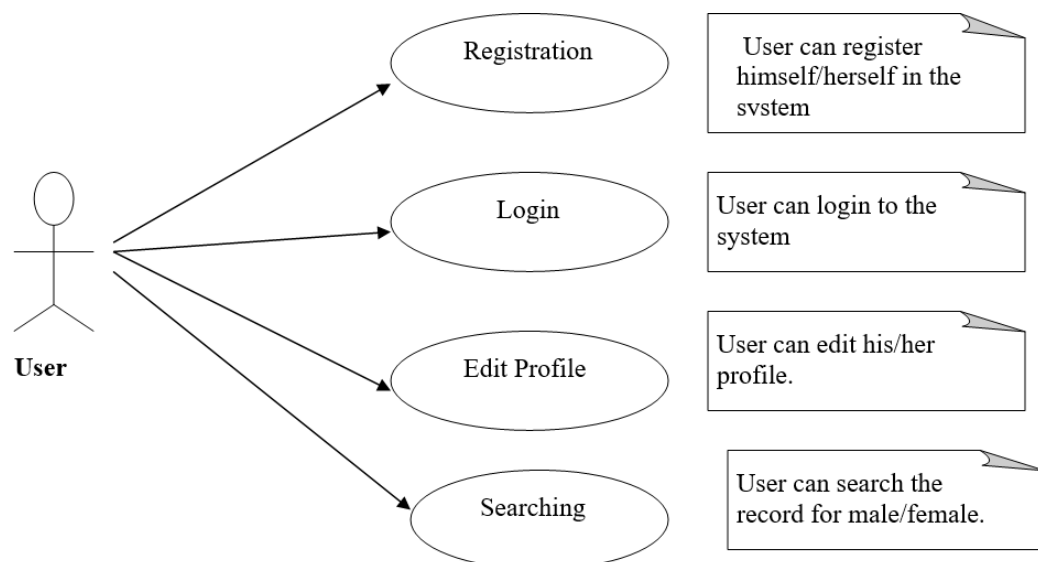 Registration
User can register
himself/herself in the
system
Login
User can login to the
system
User
Edit Profile
User can edit his/her
profile.
Searching
User can search the
record for male/female.